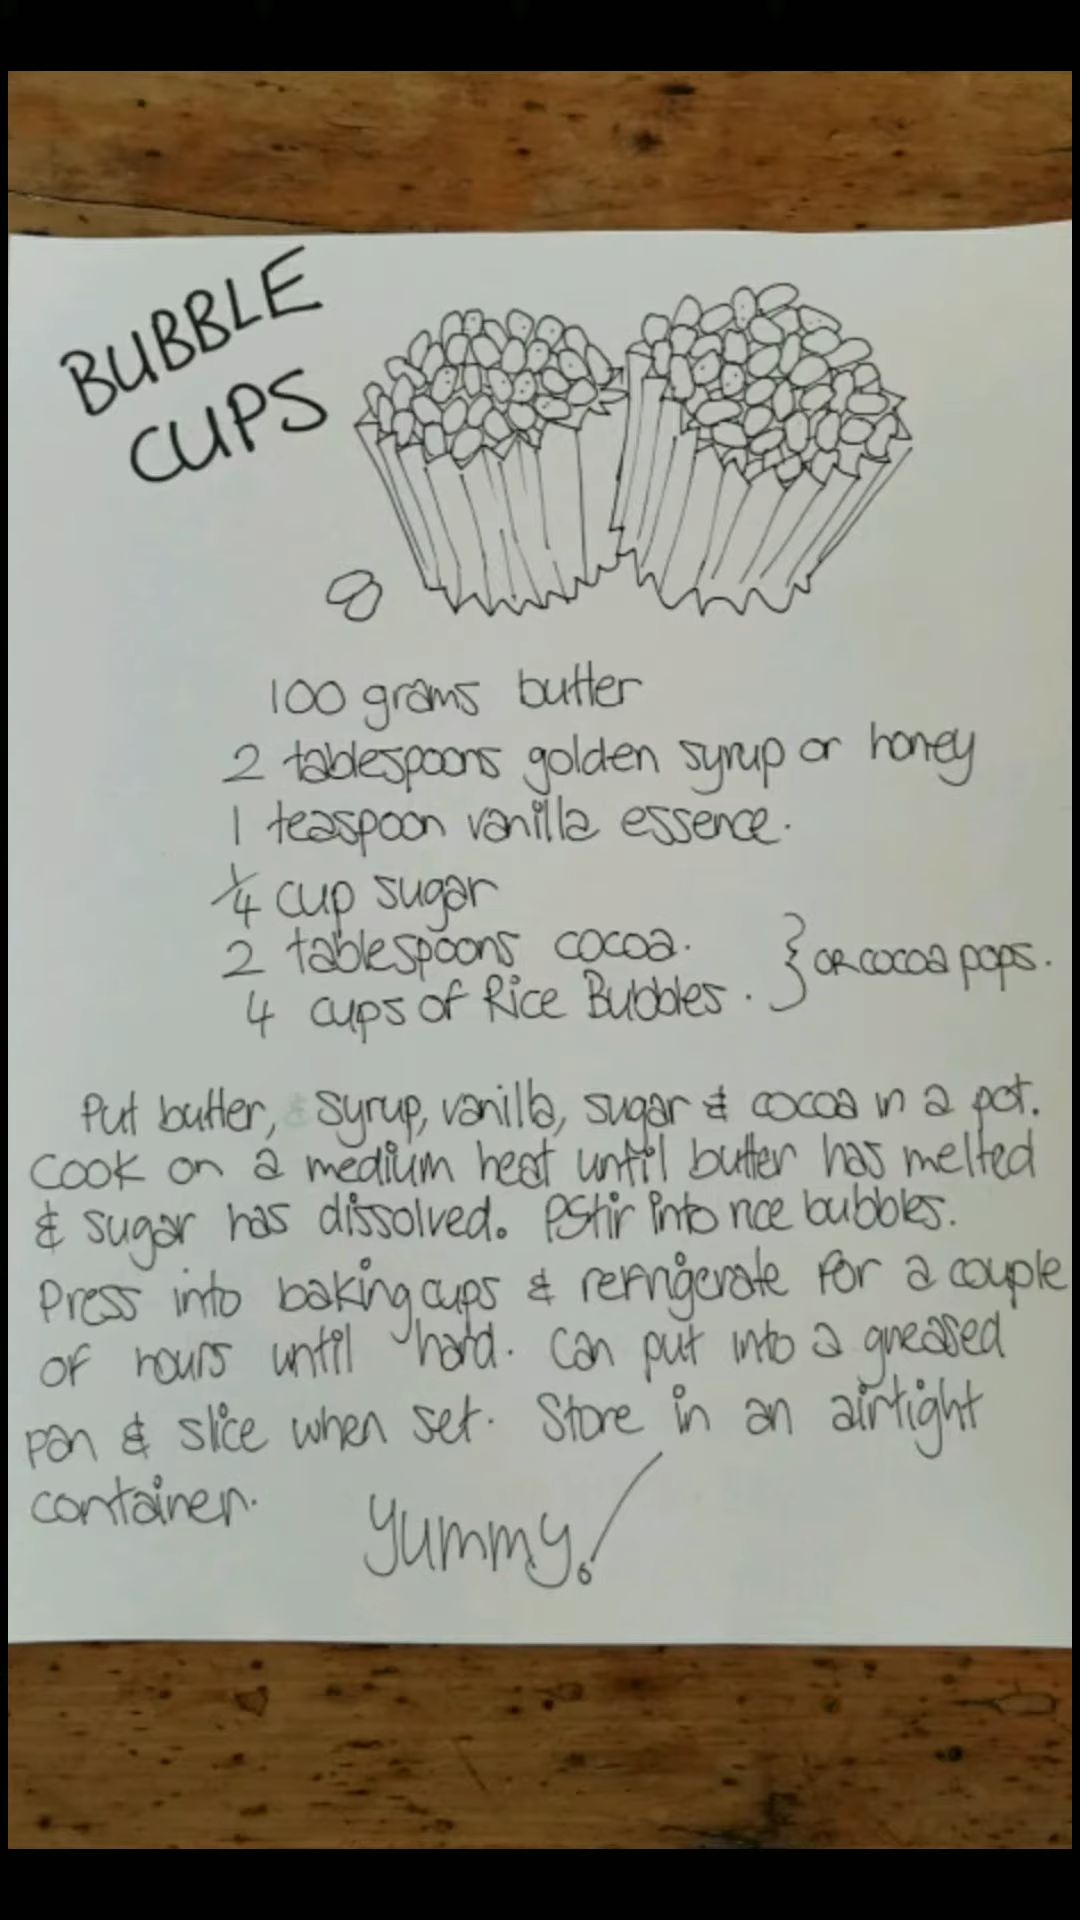 BUBBLE
CUPS
100 grams butter
2 tablespoons golden syrup or honey
1 teaspoon vanilla essence.
1/4 cup sugar
2 tablespoons cocoa.
4 cups of Rice Bubbles. } OR cocoa pops.
Put butter, & syrup, vanilla, sugar & cocoa in a pot.
Cook on a medium heat until butter has melted
& sugar has dissolved. PStir into rice bubbles.
Press into baking cups & refrigerate for a couple
of hours until hard. Can put into a greased
pan & slice when set. Store in an airtight
container.
Yummy!